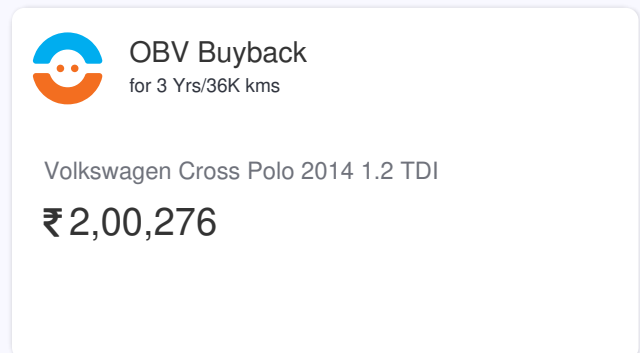 OBV Buyback
for 3 Yrs/36K kms
Volkswagen Cross Polo 2014 1.2 TDI
₹2,00,276